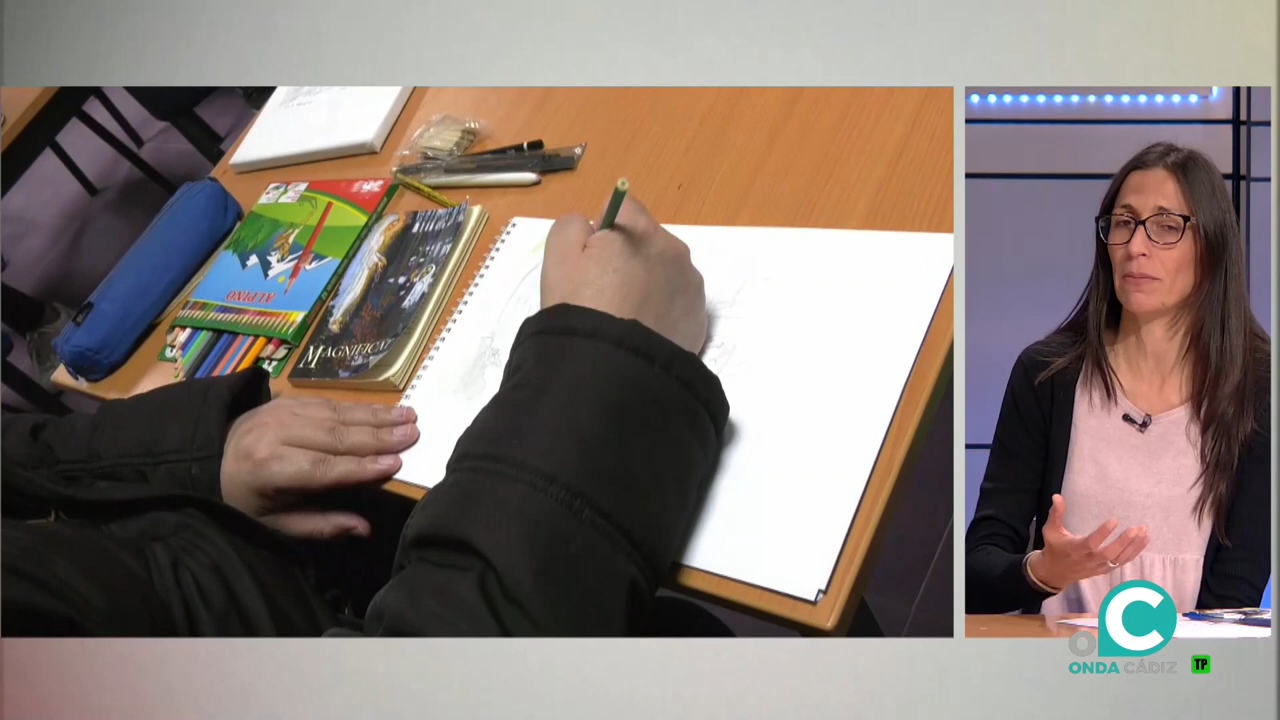 ALPINO
MAGNIFICAT
C
ONDA CÁDIZ
TP